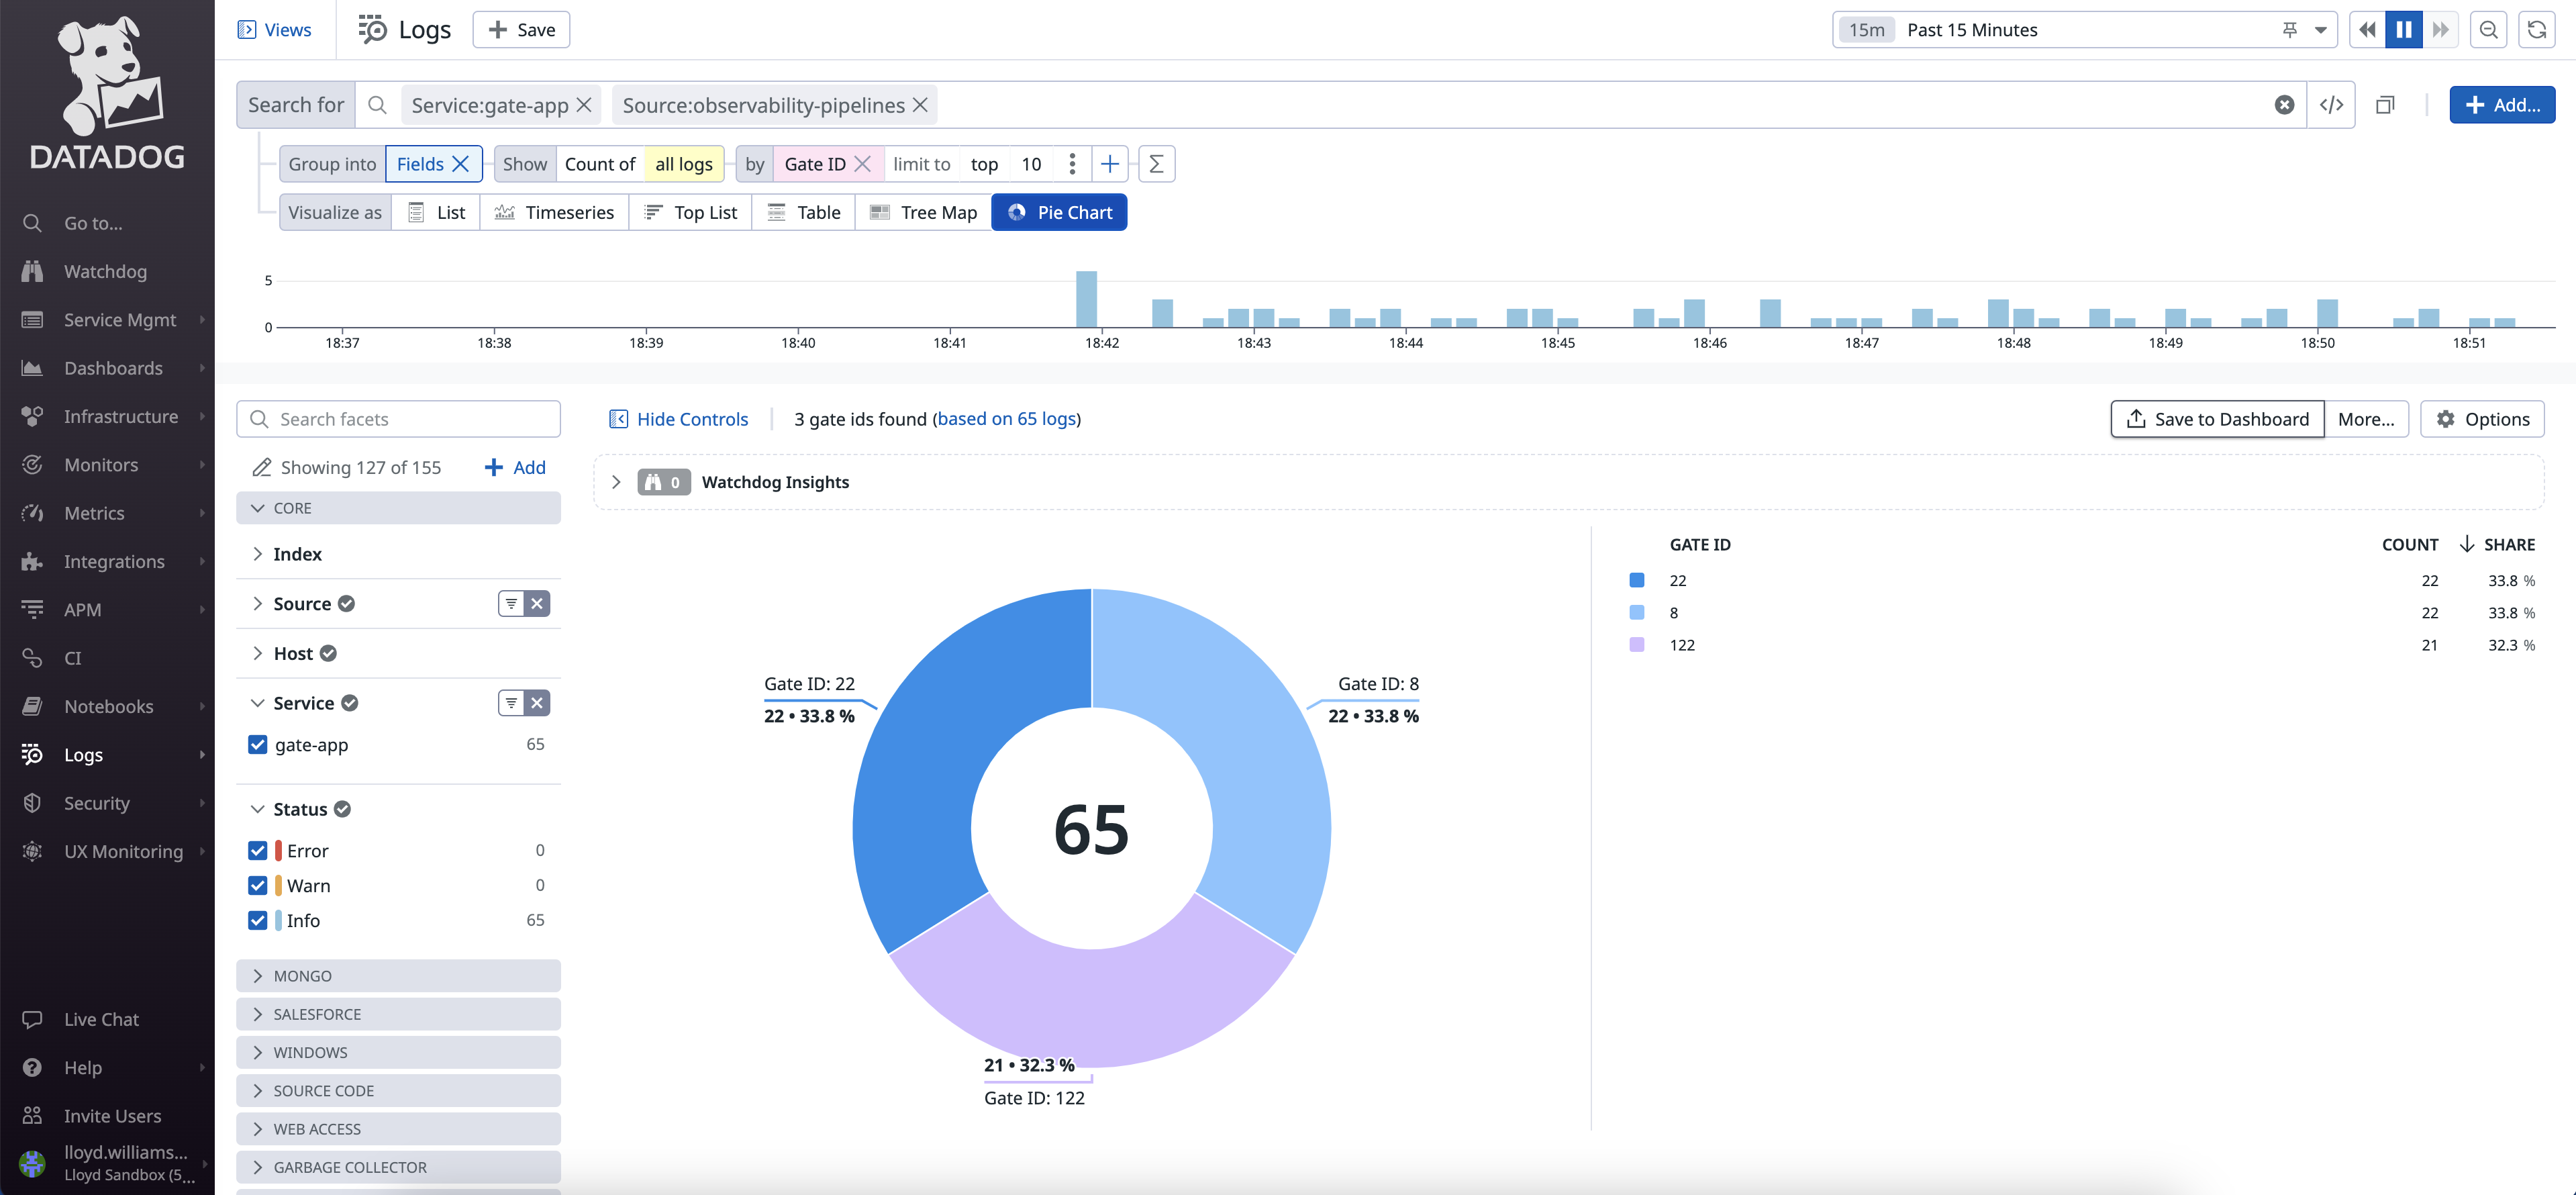 DATADOG
Go to...
Watchdog
Service Mgmt
Dashboards
Infrastructure
Monitors
Metrics
Integrations
APM
CI
Notebooks
Logs
Security
UX Monitoring
Live Chat
Help
Invite Users
lloyd.williams...
Lloyd Sandbox (5...
Views
Logs
Save
15m Past 15 Minutes
Search for Service:gate-app Source:observability-pipelines
</>
Add...
Group into Fields Show Count of all logs by Gate ID limit to top 10
Σ
Visualize as List Timeseries Top List Table Tree Map Pie Chart
5
0
18:37 18:38 18:39 18:40 18:41 18:42 18:43 18:44 18:45 18:46 18:47 18:48 18:49 18:50 18:51
Search facets
Showing 127 of 155 Add
CORE
Index
Source
Host
Service
gate-app 65
Status
Error 0
Warn 0
Info 65
MONGO
SALESFORCE
WINDOWS
SOURCE CODE
WEB ACCESS
GARBAGE COLLECTOR
Hide Controls 3 gate ids found (based on 65 logs)
Save to Dashboard More... Options
0 Watchdog Insights
Gate ID: 22
22 • 33.8 %
Gate ID: 8
22 • 33.8 %
65
21 • 32.3 %
Gate ID: 122
GATE ID COUNT SHARE
22 22 33.8 %
8 22 33.8 %
122 21 32.3 %